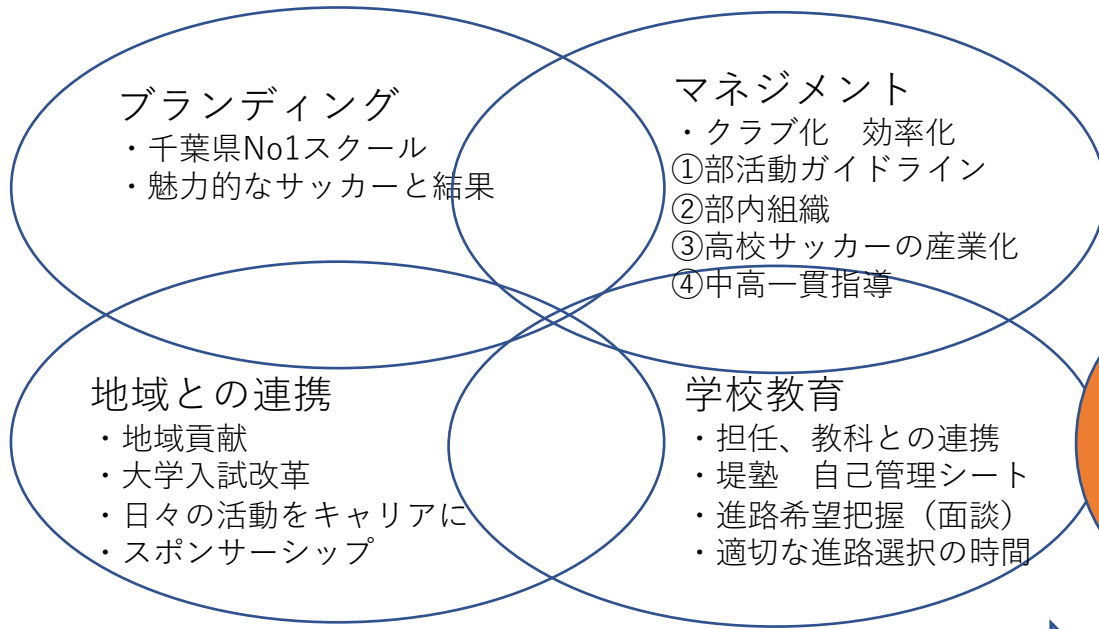 ブランディング
・千葉県No1スクール
・魅力的なサッカーと結果
マネジメント
・クラブ化　効率化
①部活動ガイドライン
②部内組織
③高校サッカーの産業化
④中高一貫指導
地域との連携
・地域貢献
・大学入試改革
・日々の活動をキャリアに
・スポンサーシップ
学校教育
・担任、教科との連携
・堤塾　自己管理シート
・進路希望把握（面談）
・適切な進路選択の時間